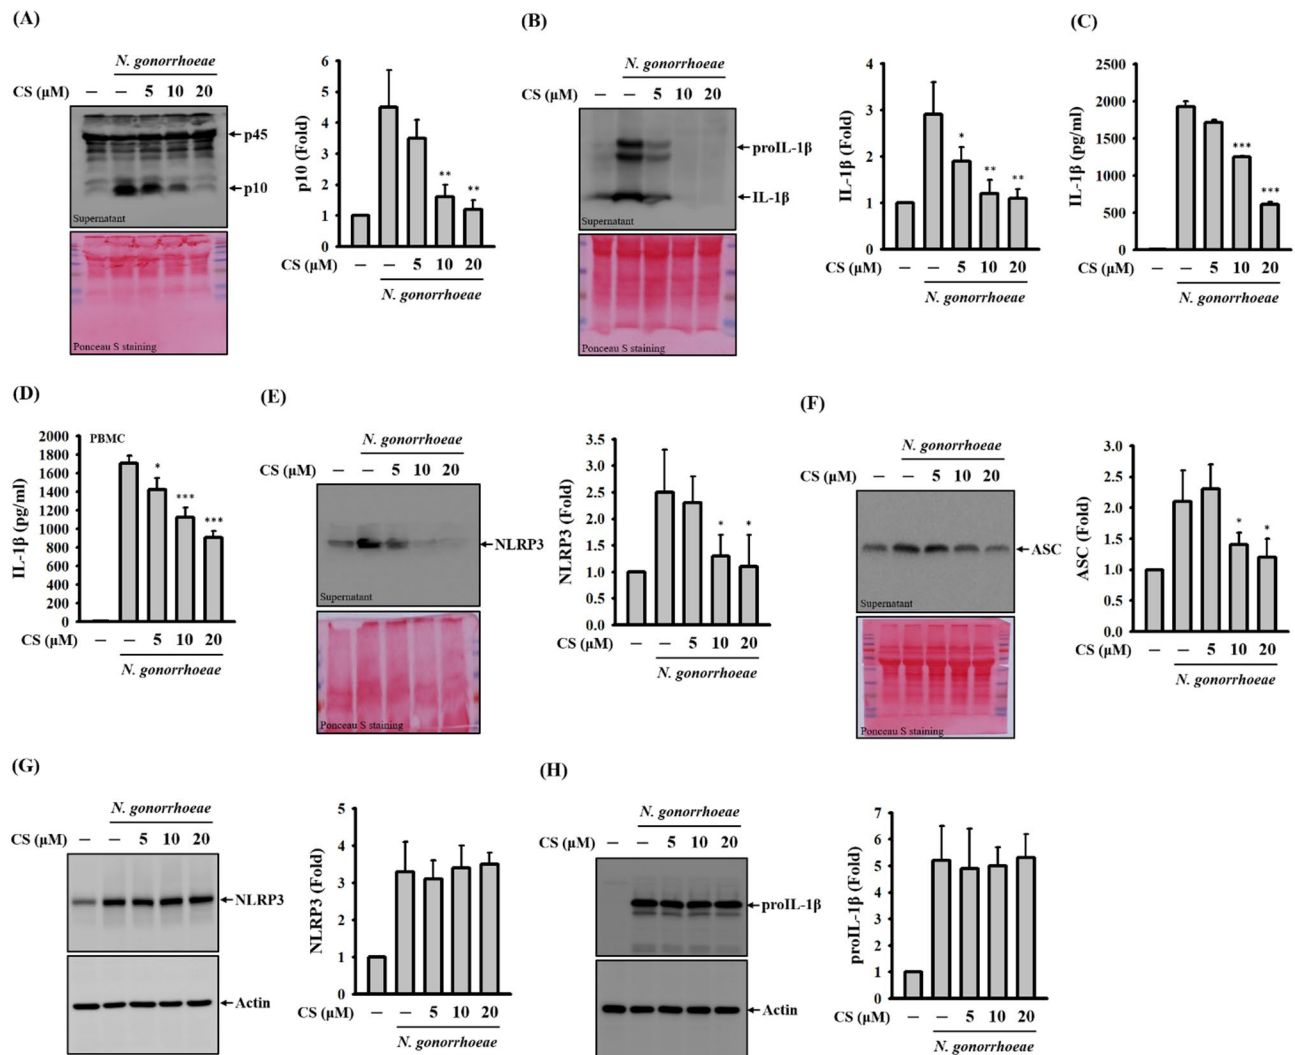 (A)
N. gonorrhoeae
CS (μM) – – 5 10 20
p45
p10
Supernatant
Ponceau S staining
p10 (Fold)
6
5
4
3
2
1
0
** **
CS (μM) – – 5 10 20
N. gonorrhoeae
(B)
N. gonorrhoeae
CS (μM) – – 5 10 20
proIL-1β
IL-1β
Supernatant
Ponceau S staining
IL-1β (Fold)
4
3
2
1
0
* ** **
CS (μM) – – 5 10 20
N. gonorrhoeae
(C)
IL-1β (pg/ml)
2500
2000
1500
1000
500
0
*** ***
CS (μM) – – 5 10 20
N. gonorrhoeae
(D)
PBMC
IL-1β (pg/ml)
2000
1800
1600
1400
1200
1000
800
600
400
200
0
* *** ***
CS (μM) – – 5 10 20
N. gonorrhoeae
(E)
N. gonorrhoeae
CS (μM) – – 5 10 20
NLRP3
Supernatant
Ponceau S staining
NLRP3 (Fold)
3.5
3.0
2.5
2.0
1.5
1.0
0.5
0.0
* *
CS (μM) – – 5 10 20
N. gonorrhoeae
(F)
N. gonorrhoeae
CS (μM) – – 5 10 20
ASC
Supernatant
Ponceau S staining
ASC (Fold)
3.0
2.5
2.0
1.5
1.0
0.5
0.0
* *
CS (μM) – – 5 10 20
N. gonorrhoeae
(G)
N. gonorrhoeae
CS (μM) – – 5 10 20
NLRP3
Actin
NLRP3 (Fold)
5
4
3
2
1
0
CS (μM) – – 5 10 20
N. gonorrhoeae
(H)
N. gonorrhoeae
CS (μM) – – 5 10 20
proIL-1β
Actin
proIL-1β (Fold)
7
6
5
4
3
2
1
0
CS (μM) – – 5 10 20
N. gonorrhoeae